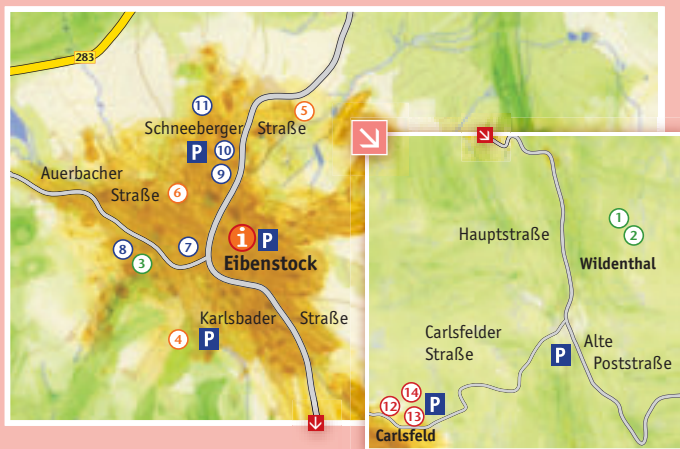 283
11
5
Schneeberger Straße
P
10
9
Auerbacher
Straße
6
i
P
8
7
3
Eibenstock
Karlsbader Straße
4
P
1
2
Hauptstraße
Wildenthal
Carlsfelder
Straße
Alte
Poststraße
P
14
12
P
13
Carlsfeld